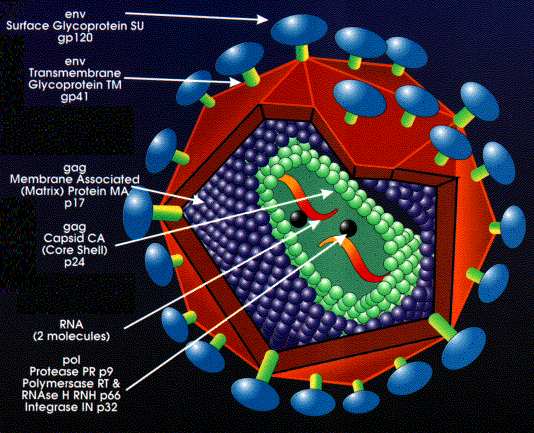 env
Surface Glycoprotein SU
gp120
env
Transmembrane
Glycoprotein TM
gp41
gag
Membrane Associated
(Matrix) Protein MA
p17
gag
Capsid CA
(Core Shell)
p24
RNA
(2 molecules)
pol
Protease PR p9
Polymersase RT &
RNAse H RNH p66
Integrase IN p32